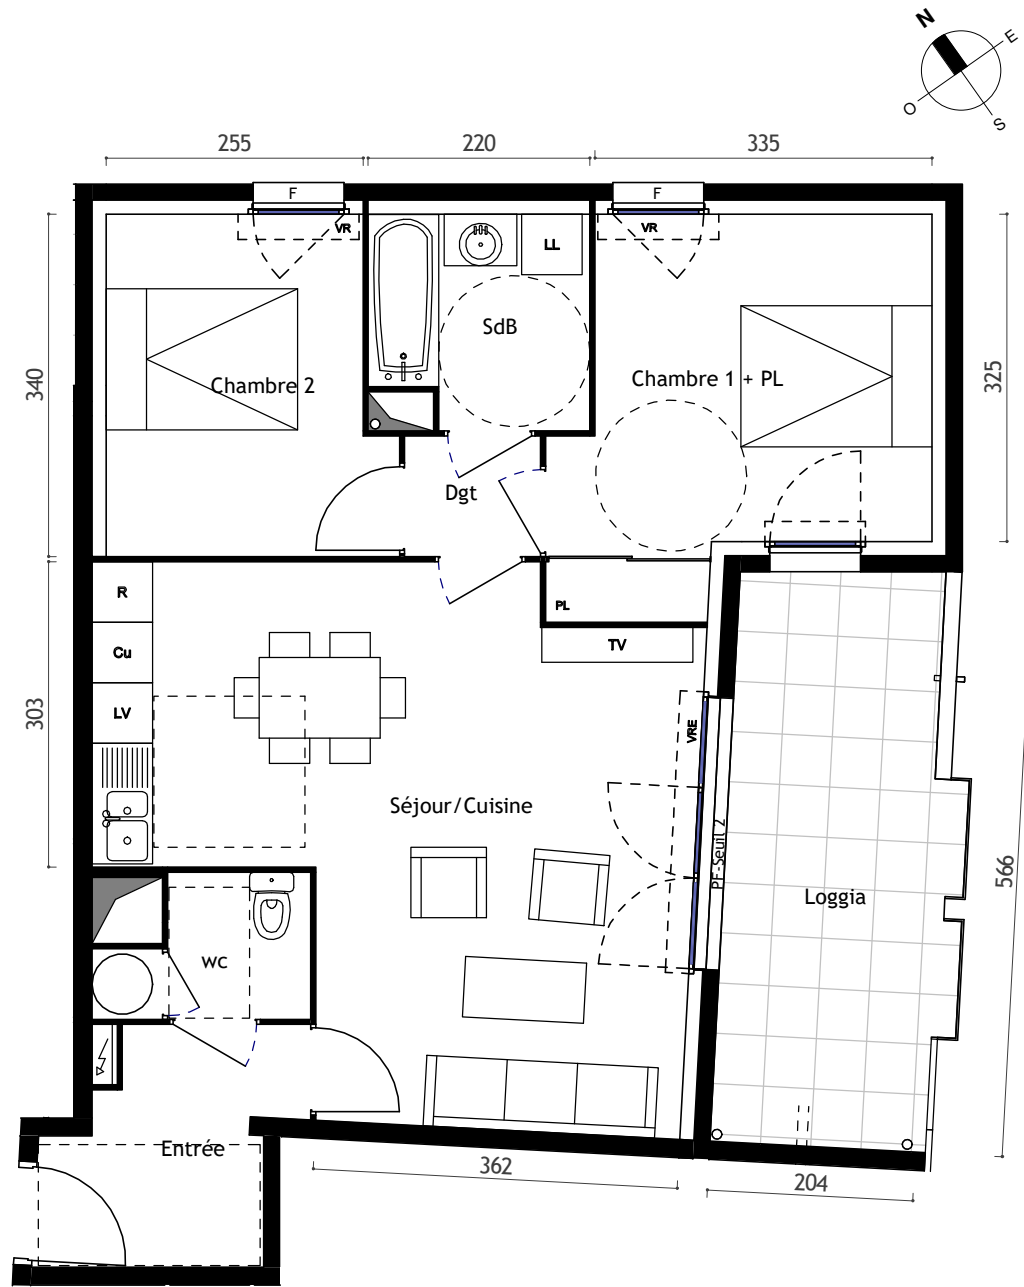 N
E
O
S
255
220
335
F
F
VR
VR
LL
SdB
340
325
Chambre 2
Chambre 1 + PL
Dgt
R
PL
Cu
TV
LV
303
VRE
Séjour/Cuisine
PF-Seuil 2
566
Loggia
WC
Entrée
362
204